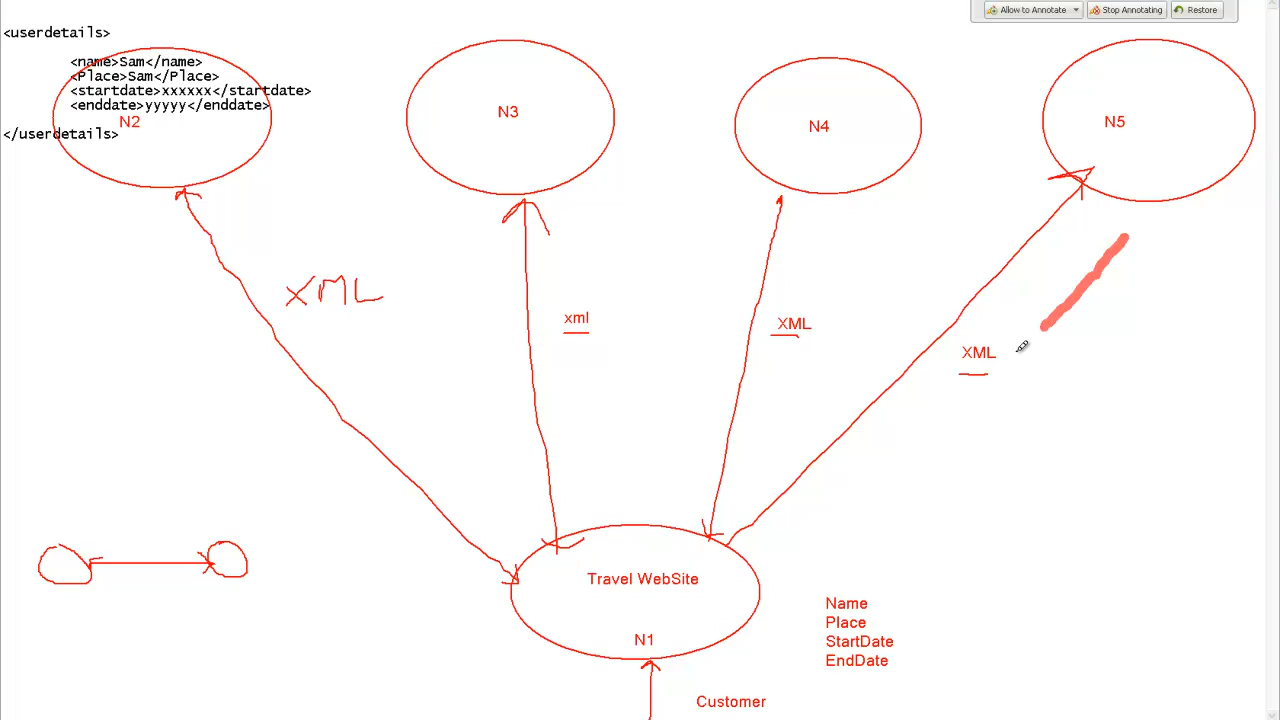 Allow to Annotate
Stop Annotating
Restore
<userdetails>
<name>Sam</name>
<Place>Sam</Place>
<startdate>xxxxxx</startdate>
<enddate>yyyyy</enddate>
</userdetails>
N2
N3
N4
N5
XML
xml
XML
XML
Travel WebSite
N1
Name
Place
StartDate
EndDate
Customer